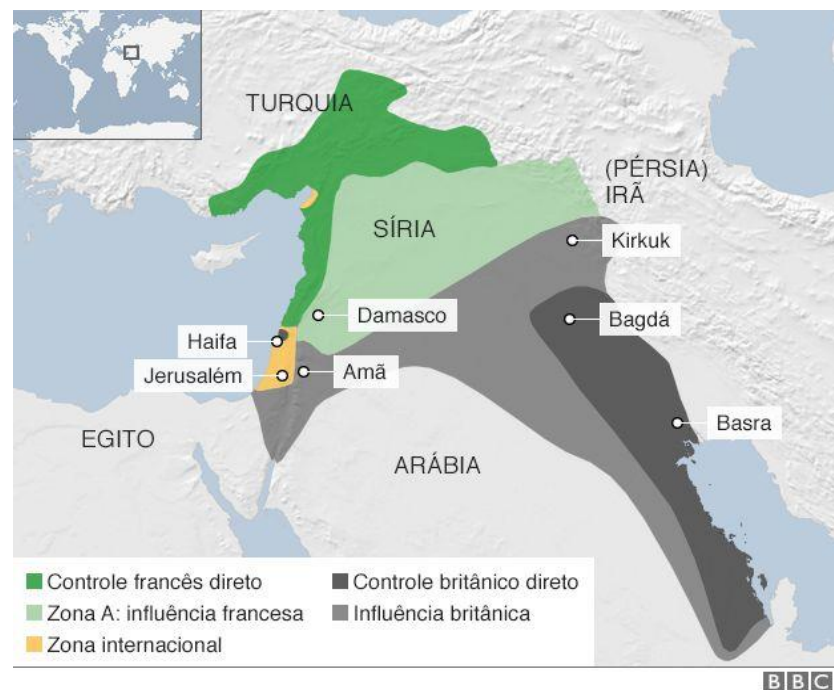 TURQUIA
(PÉRSIA)
IRÃ
SÍRIA
Kirkuk
Damasco
Bagdá
Haifa
Jerusalém
Amã
Basra
EGITO
ARÁBIA
Controle francês direto
Controle britânico direto
Zona A: influência francesa
Influência britânica
Zona internacional
BBC